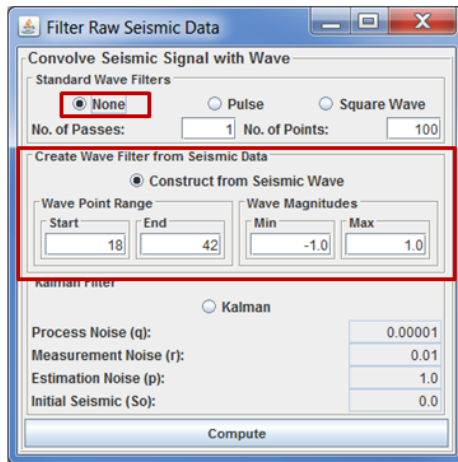 Filter Raw Seismic Data
Convolve Seismic Signal with Wave
Standard Wave Filters
None Pulse Square Wave
No. of Passes: 1 No. of Points: 100
Create Wave Filter from Seismic Data
Construct from Seismic Wave
Wave Point Range Wave Magnitudes
Start End Min Max
18 42 -1.0 1.0
Kalman Filter
Kalman
Process Noise (q): 0.00001
Measurement Noise (r): 0.01
Estimation Noise (p): 1.0
Initial Seismic (So): 0.0
Compute